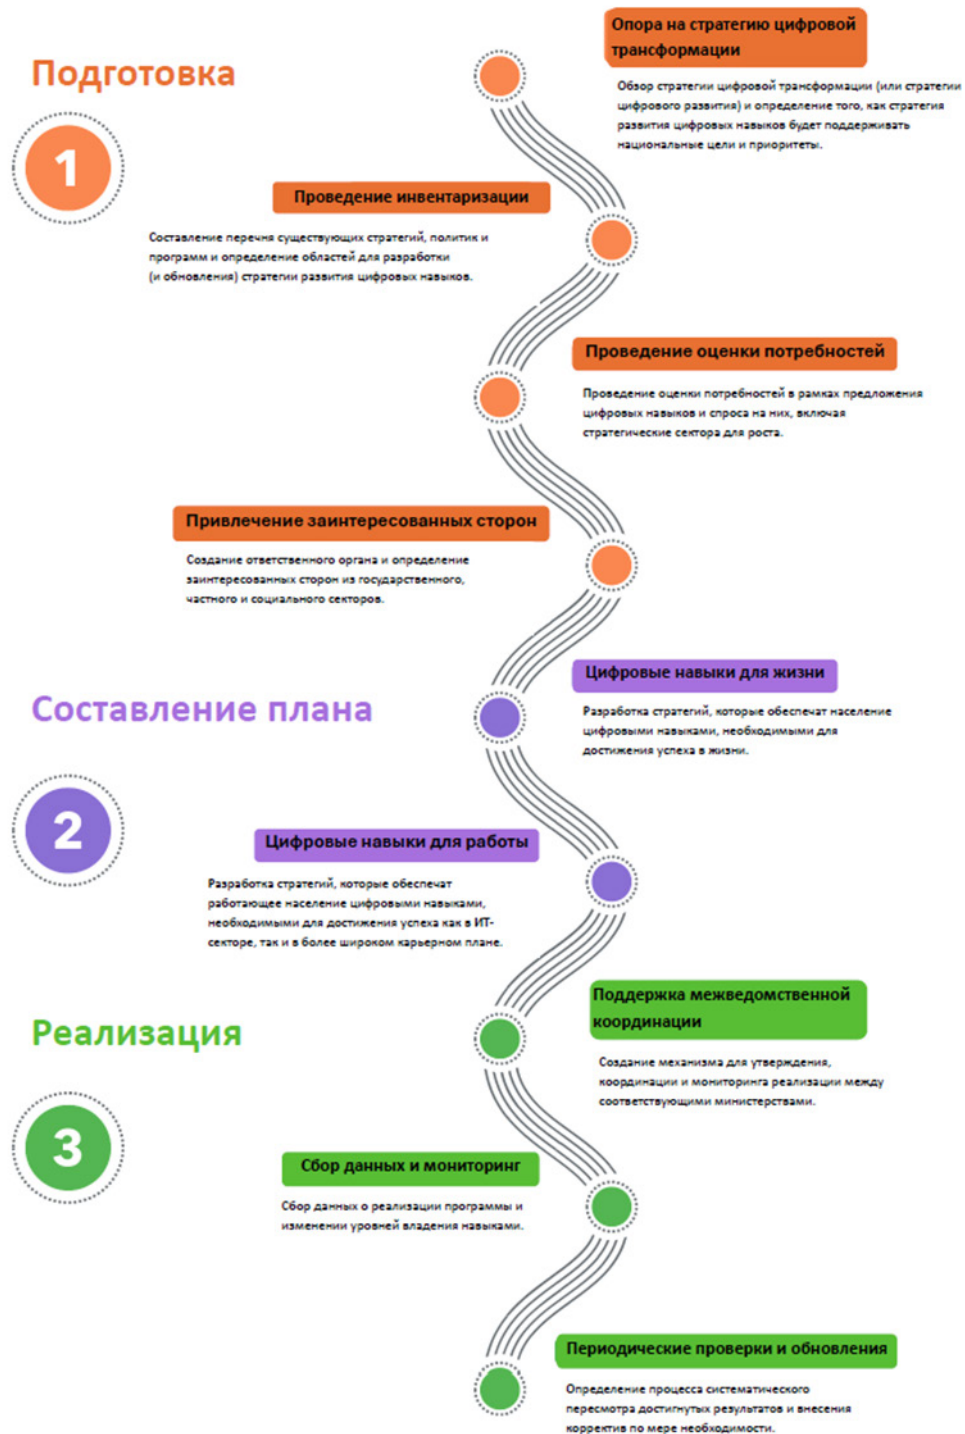 Подготовка
1
Опора на стратегию цифровой
трансформации
Обзор стратегии цифровой трансформации (или стратегии
цифрового развития) и определение того, как стратегия
развития цифровых навыков будет поддерживать
национальные цели и приоритеты.
Проведение инвентаризации
Составление перечня существующих стратегий, политик и
программ и определение областей для разработки
(и обновления) стратегии развития цифровых навыков.
Проведение оценки потребностей
Проведение оценки потребностей в рамках предложения
цифровых навыков и спроса на них, включая
стратегические сектора для роста.
Привлечение заинтересованных сторон
Создание ответственного органа и определение
заинтересованных сторон из государственного,
частного и социального секторов.
Составление плана
2
Цифровые навыки для жизни
Разработка стратегий, которые обеспечат население
цифровыми навыками, необходимыми для
достижения успеха в жизни.
Цифровые навыки для работы
Разработка стратегий, которые обеспечат
работающее население цифровыми навыками,
необходимыми для достижения успеха как в ИТ-
секторе, так и в более широком карьерном плане.
Реализация
3
Поддержка межведомственной
координации
Создание механизма для утверждения,
координации и мониторинга реализации между
соответствующими министерствами.
Сбор данных и мониторинг
Сбор данных о реализации программы и
изменении уровней владения навыками.
Периодические проверки и обновления
Определение процесса систематического
пересмотра достигнутых результатов и внесения
корректив по мере необходимости.